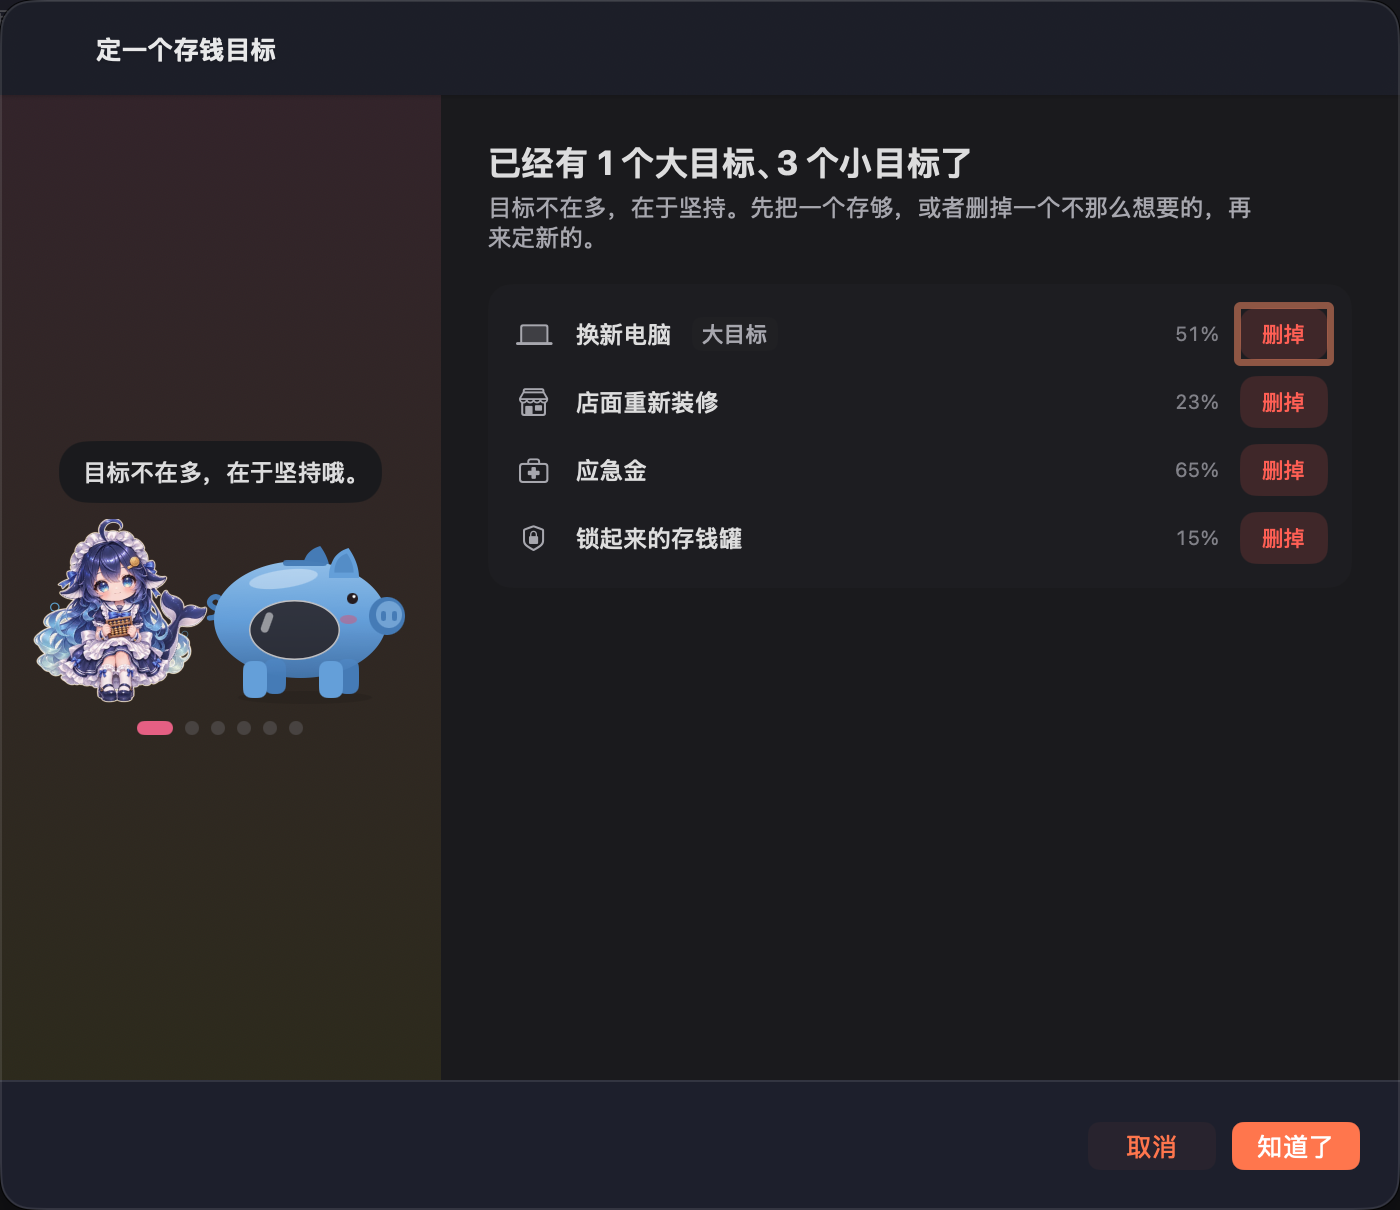 定一个存钱目标
已经有 1 个大目标、3 个小目标了
目标不在多，在于坚持。先把一个存够，或者删掉一个不那么想要的，再
来定新的。
换新电脑 大目标 51% 删掉
店面重新装修 23% 删掉
应急金 65% 删掉
锁起来的存钱罐 15% 删掉
目标不在多，在于坚持哦。
取消 知道了